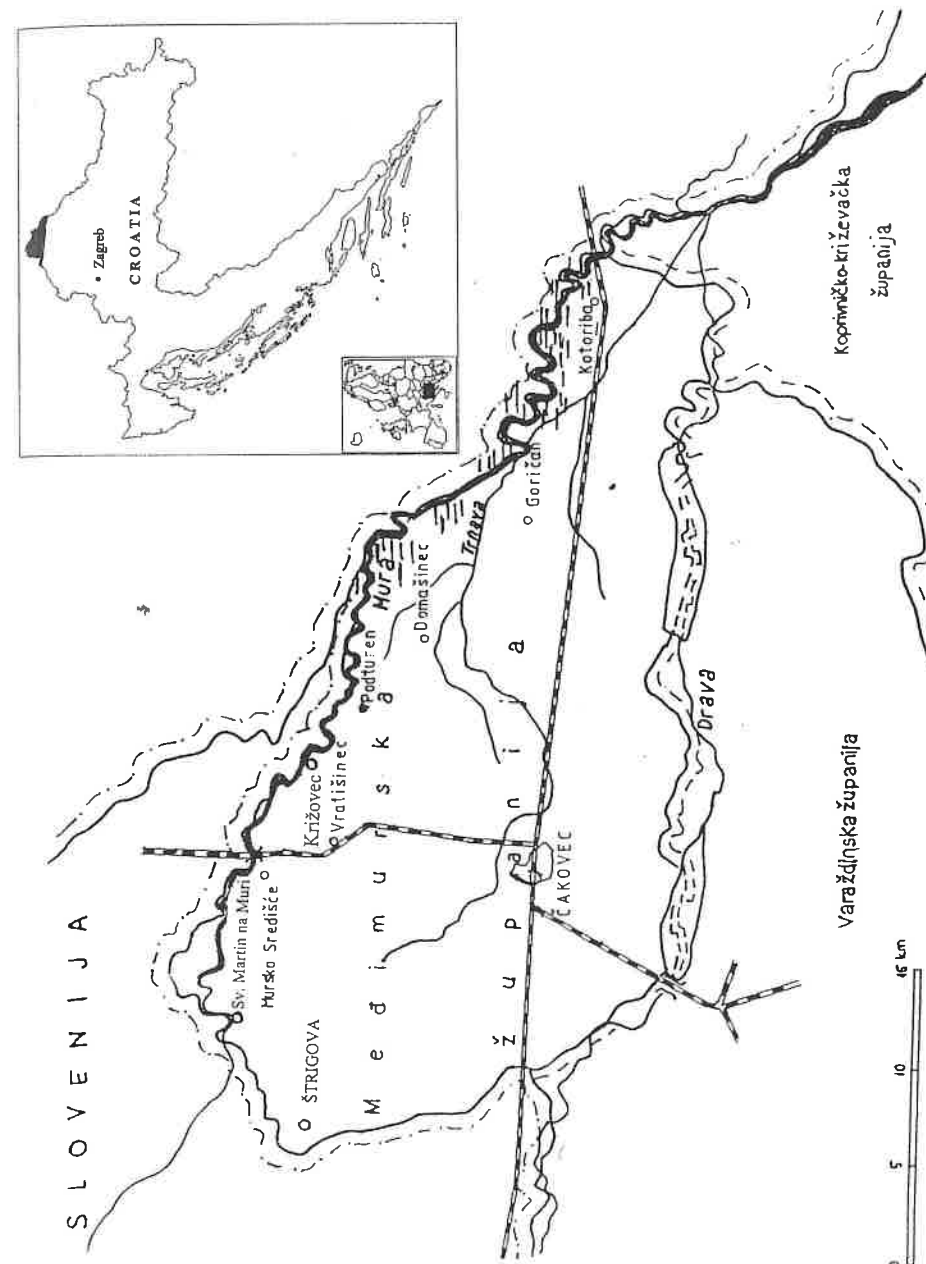 Zagreb
CROATIA
SLOVENIJA
Sv. Martin na Muri
Mursko Središće
ŠTRIGOVA
Križovec
Vratišinec
Podturen
Mura
Domašinec
Trnava
Goričan
Kotoriba
Međimurska
županija
ČAKOVEC
Drava
Varaždinska županija
Koprivničko-križevačka
županija
0 5 10 16 km